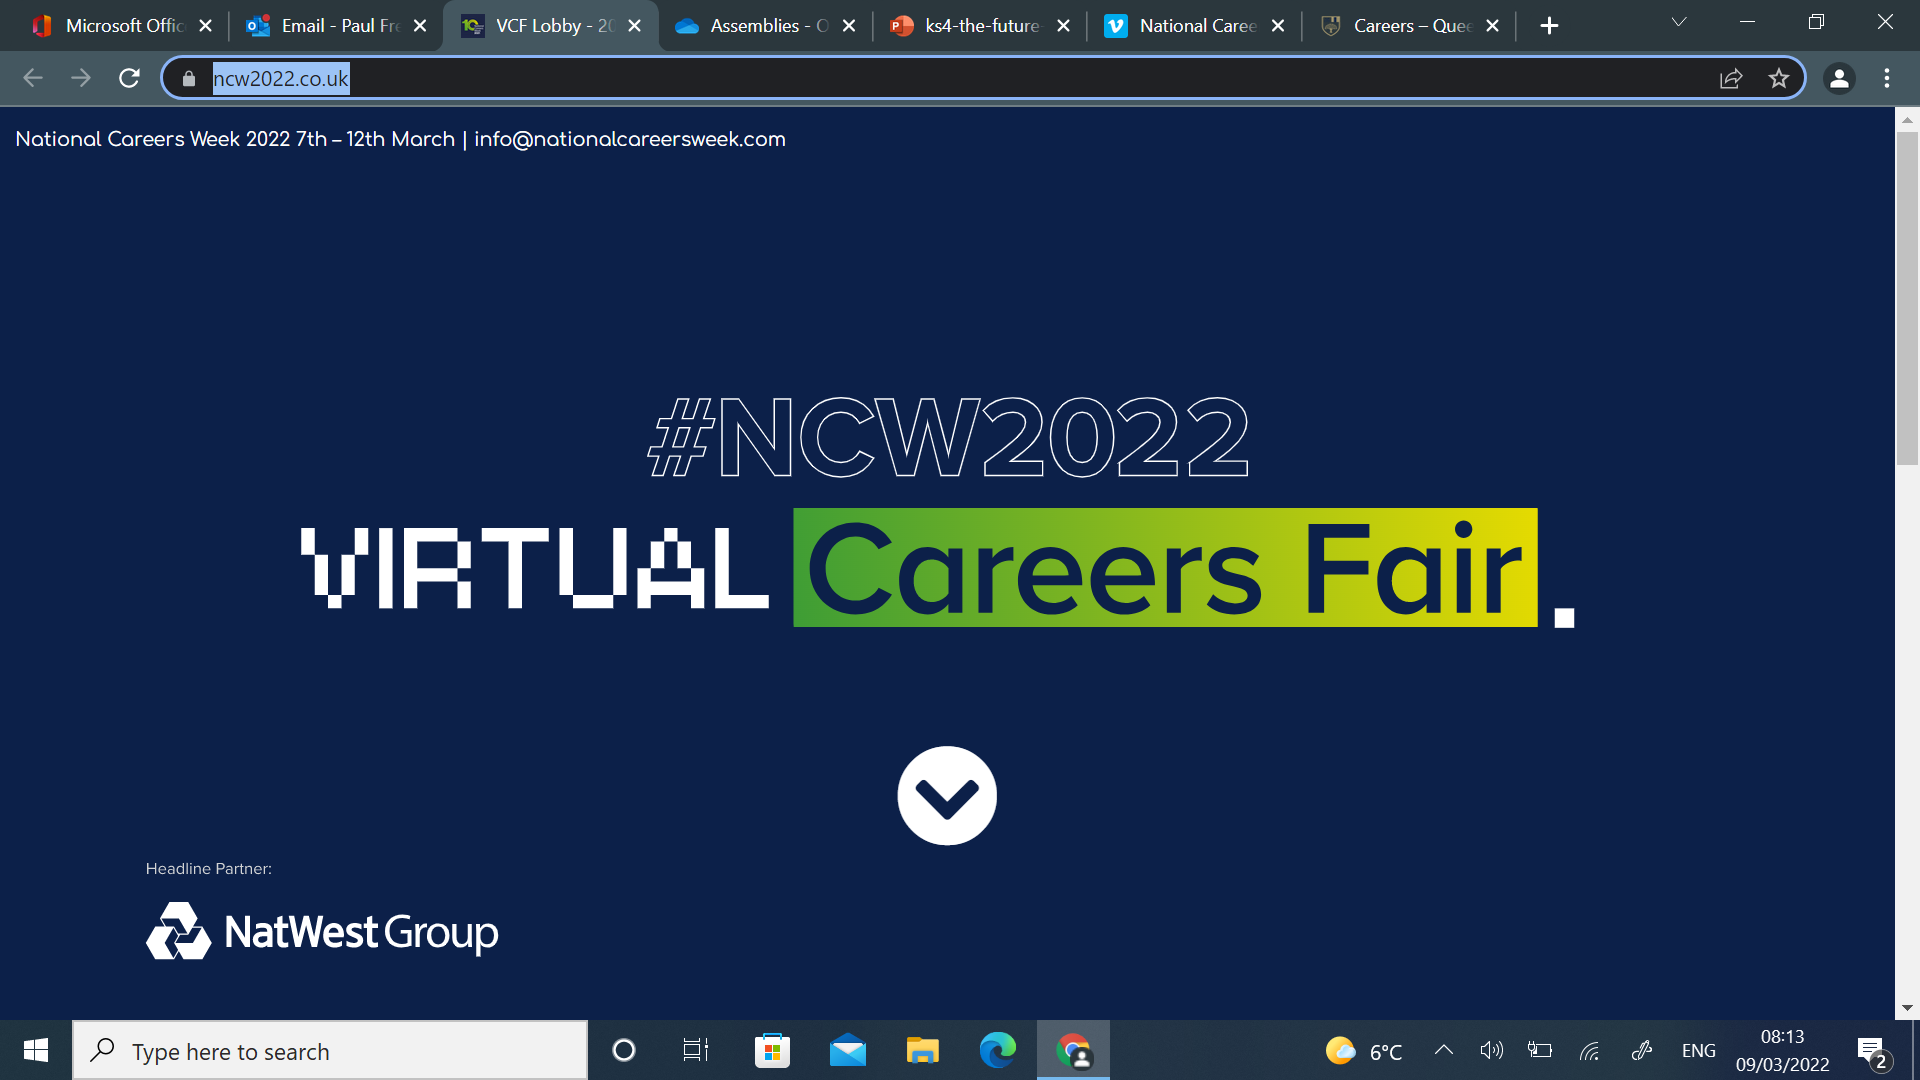 Microsoft Offic
Email - Paul Fre
VCF Lobby - 20
Assemblies - O
ks4-the-future-
National Caree
Careers – Quee
ncw2022.co.uk
National Careers Week 2022 7th – 12th March | info@nationalcareersweek.com
#NCW2022
VIRTUAL Careers Fair.
Headline Partner:
NatWest Group
Type here to search
6°C
ENG
08:13
09/03/2022
2